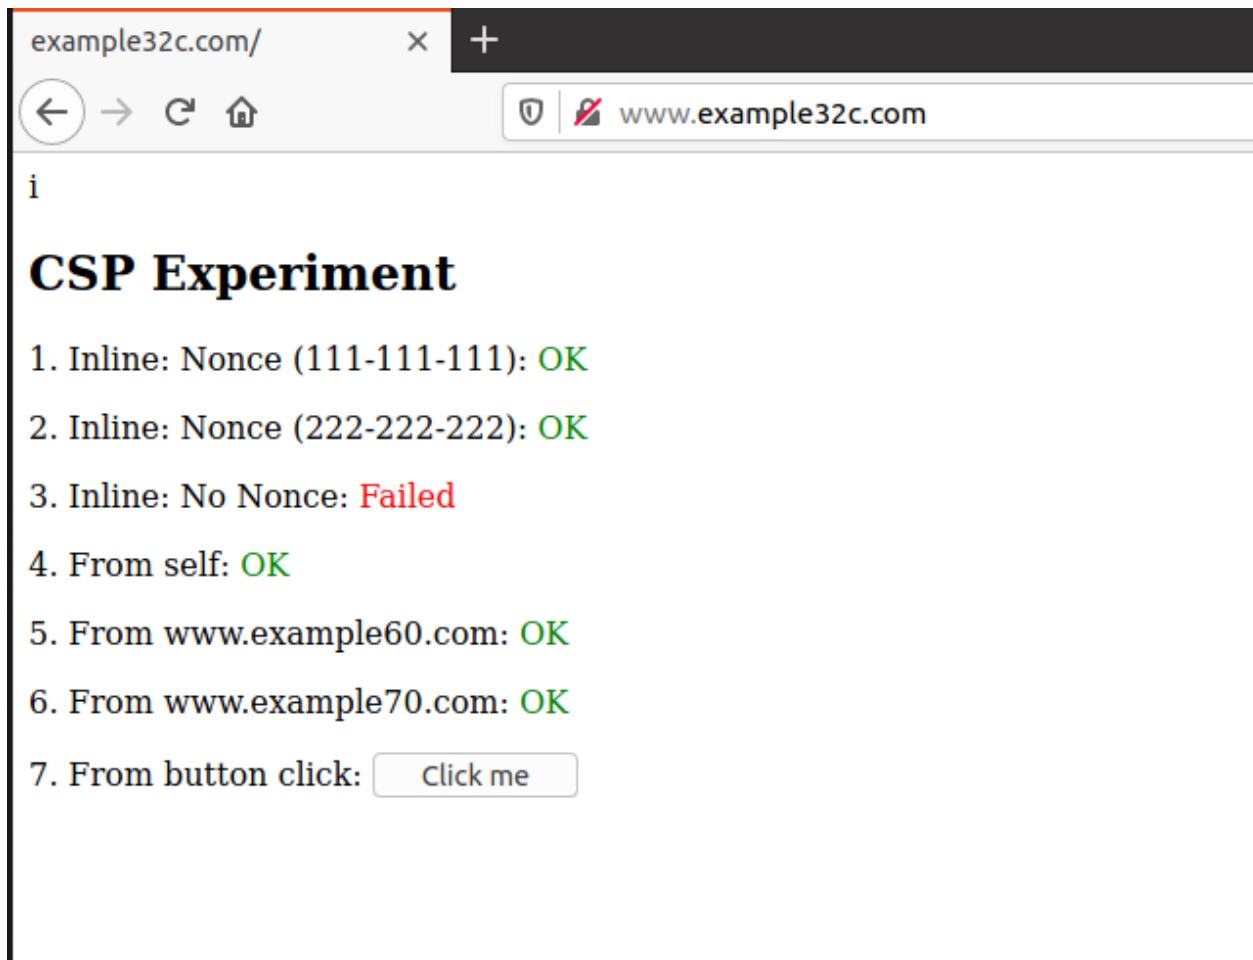 example32c.com/
www.example32c.com
i
CSP Experiment
1. Inline: Nonce (111-111-111): OK
2. Inline: Nonce (222-222-222): OK
3. Inline: No Nonce: Failed
4. From self: OK
5. From www.example60.com: OK
6. From www.example70.com: OK
7. From button click: Click me